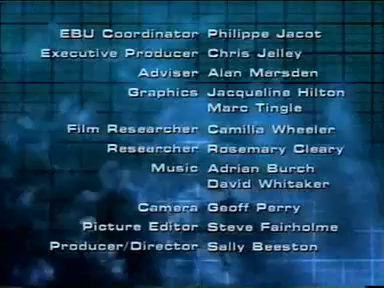 EBU Coordinator Philippe Jacot
Executive Producer Chris Jelley
Adviser Alan Marsden
Graphics Jacqueline Hilton
Marc Tingle
Film Researcher Camilla Wheeler
Researcher Rosemary Cleary
Music Adrian Burch
David Whitaker
Camera Geoff Perry
Picture Editor Steve Fairholme
Producer/Director Sally Beeston